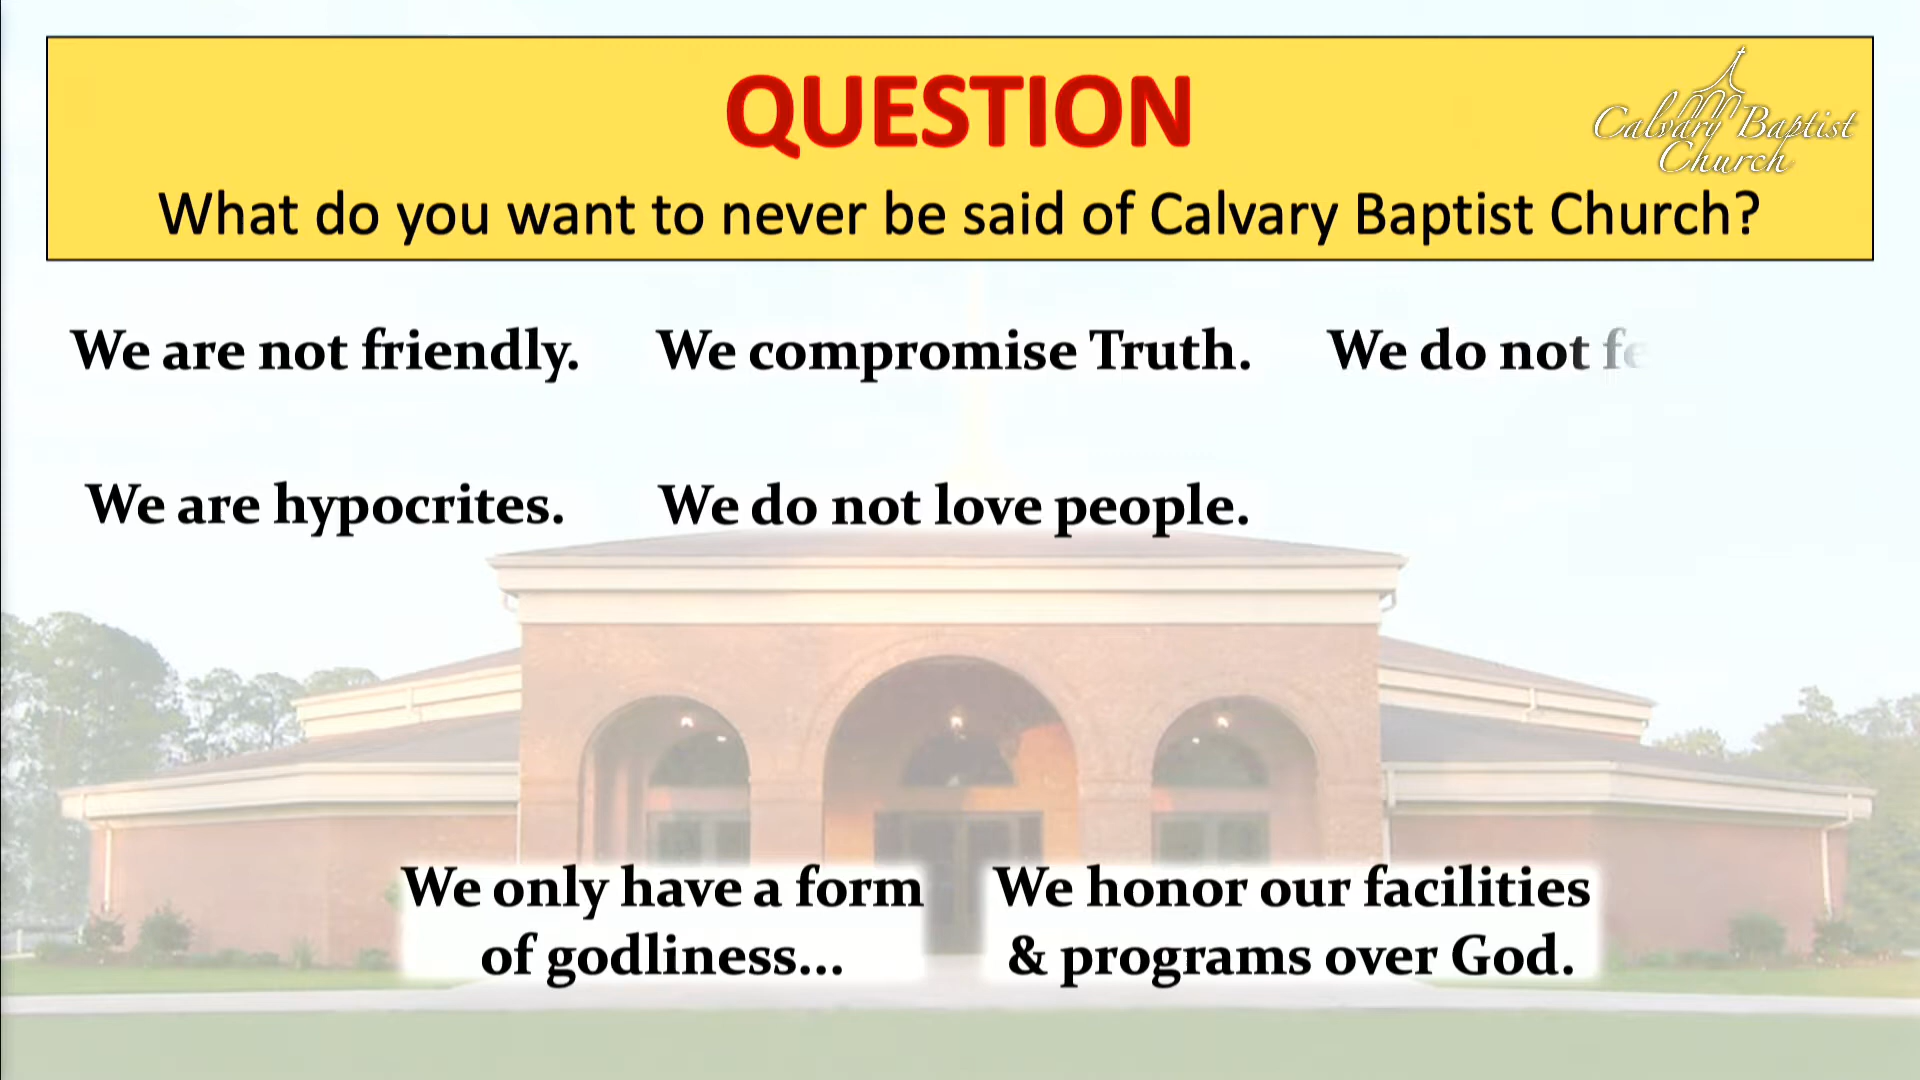 QUESTION
Calvary Baptist
Church
What do you want to never be said of Calvary Baptist Church?
We are not friendly. We compromise Truth. We do not
We are hypocrites. We do not love people.
We only have a form
of godliness...
We honor our facilities
& programs over God.